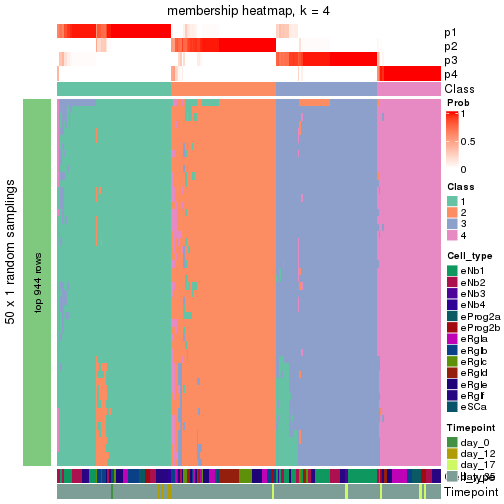 membership heatmap, k = 4
p1
p2
p3
p4
Class
50 x 1 random samplings
top 944 rows
Prob
1
0.5
0
Class
1
2
3
4
Cell_type
eNb1
eNb2
eNb3
eNb4
eProg2a
eProg2b
eRgla
eRglb
eRglc
eRgld
eRgle
eRglf
eSCa
Timepoint
day_0
day_12
day_17
Timepoint